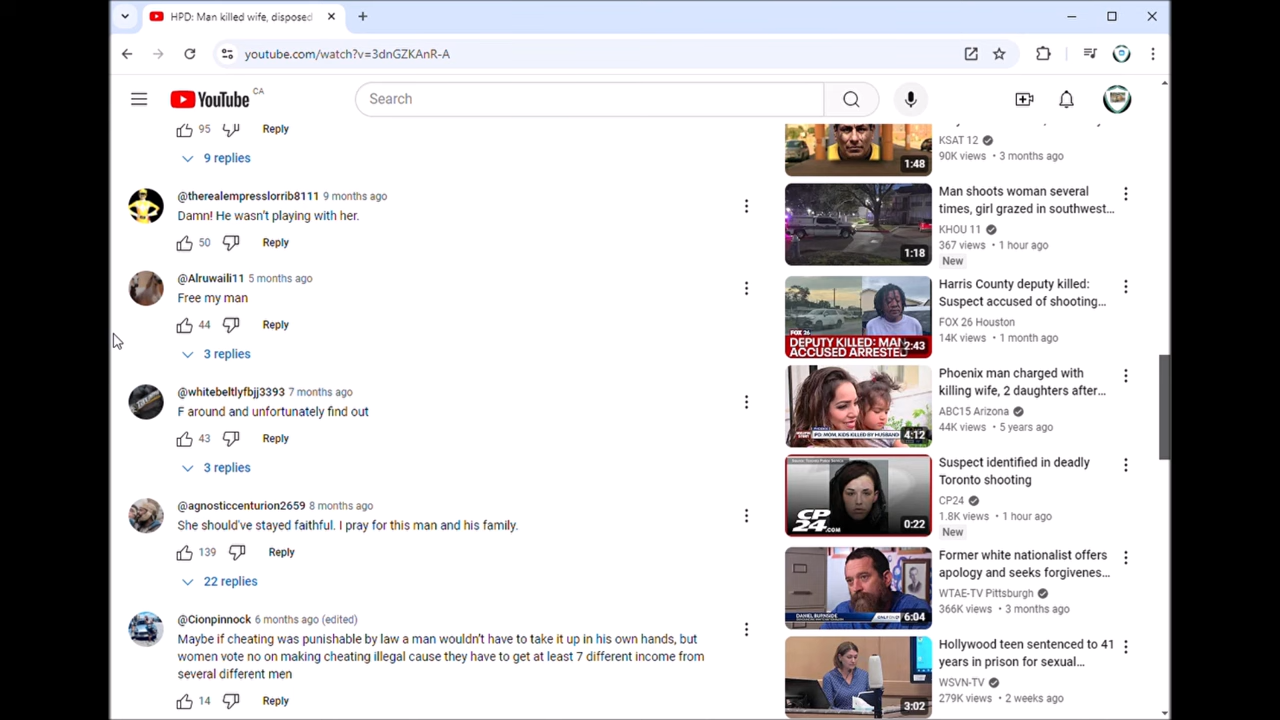 HPD: Man killed wife, disposed
youtube.com/watch?v=3dnGZKAnR-A
YouTube CA
Search
95 Reply
9 replies
@therealempresslorrib8111 9 months ago
Damn! He wasn't playing with her.
50 Reply
@Alruwaili11 5 months ago
Free my man
44 Reply
3 replies
@whitebeltlyfbjj3393 7 months ago
F around and unfortunately find out
43 Reply
3 replies
@agnosticcenturion2659 8 months ago
She should've stayed faithful. I pray for this man and his family.
139 Reply
22 replies
@Cionpinnock 6 months ago (edited)
Maybe if cheating was punishable by law a man wouldn't have to take it up in his own hands, but
women vote no on making cheating illegal cause they have to get at least 7 different income from
several different men
14 Reply
1:48
KSAT 12
90K views • 3 months ago
1:18
Man shoots woman several
times, girl grazed in southwest...
KHOU 11
367 views • 1 hour ago
New
FOX 26
DEPUTY KILLED: MAN
ACCUSED ARRESTED
2:43
Harris County deputy killed:
Suspect accused of shooting...
FOX 26 Houston
14K views • 1 month ago
PD: MOM, KIDS KILLED BY HUSBAND
4:12
Phoenix man charged with
killing wife, 2 daughters after...
ABC15 Arizona
44K views • 5 years ago
CP
24.COM
0:22
Suspect identified in deadly
Toronto shooting
CP24
1.8K views • 1 hour ago
New
DANIEL BURNSIDE
6:04
Former white nationalist offers
apology and seeks forgivenes...
WTAE-TV Pittsburgh
366K views • 3 months ago
3:02
Hollywood teen sentenced to 41
years in prison for sexual...
WSVN-TV
279K views • 2 weeks ago